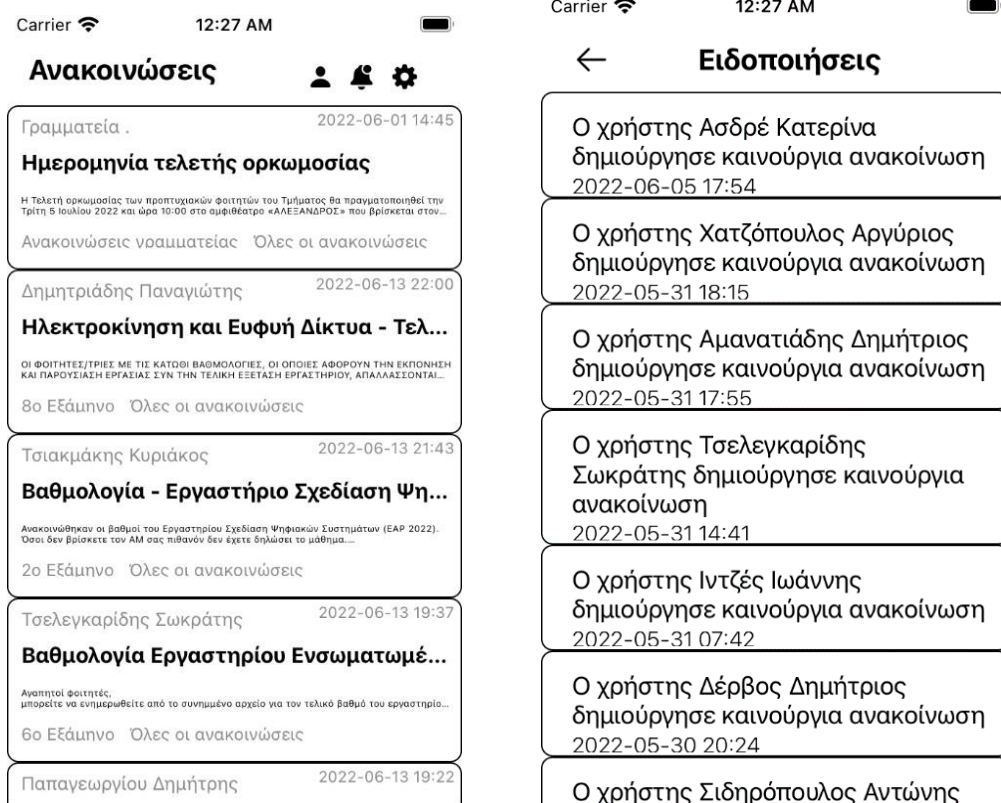 Carrier
12:27 AM
Ανακοινώσεις
Γραμματεία .
2022-06-01 14:45
Ημερομηνία τελετής ορκωμοσίας
Η Τελετή ορκωμοσίας των προπτυχιακών φοιτητών του Τμήματος θα πραγματοποιηθεί την
Τρίτη 5 Ιουλίου 2022 και ώρα 10:00 στο αμφιθέατρο «ΑΛΕΞΑΝΔΡΟΣ» που βρίσκεται στον...
Ανακοινώσεις γραμματείας Όλες οι ανακοινώσεις
Δημητριάδης Παναγιώτης
2022-06-13 22:00
Ηλεκτροκίνηση και Ευφυή Δίκτυα - Τελ...
ΟΙ ΦΟΙΤΗΤΕΣ/ΤΡΙΕΣ ΜΕ ΤΙΣ ΚΑΤΩΘΙ ΒΑΘΜΟΛΟΓΙΕΣ, ΟΙ ΟΠΟΙΕΣ ΑΦΟΡΟΥΝ ΤΗΝ ΕΚΠΟΝΗΣΗ
ΚΑΙ ΠΑΡΟΥΣΙΑΣΗ ΕΡΓΑΣΙΑΣ ΣΥΝ ΤΗΝ ΤΕΛΙΚΗ ΕΞΕΤΑΣΗ ΕΡΓΑΣΤΗΡΙΟΥ, ΑΠΑΛΛΑΣΣΟΝΤΑΙ...
8ο Εξάμηνο Όλες οι ανακοινώσεις
Τσιακμάκης Κυριάκος
2022-06-13 21:43
Βαθμολογία - Εργαστήριο Σχεδίαση Ψη...
Ανακοινώθηκαν οι βαθμοί του Εργαστηρίου Σχεδίαση Ψηφιακών Συστημάτων (ΕΑΡ 2022).
Όσοι δεν βρίσκετε τον ΑΜ σας πιθανόν δεν έχετε δηλώσει το μάθημα....
2ο Εξάμηνο Όλες οι ανακοινώσεις
Τσελεγκαρίδης Σωκράτης
2022-06-13 19:37
Βαθμολογία Εργαστηρίου Ενσωματωμέ...
Αγαπητοί φοιτητές,
μπορείτε να ενημερωθείτε από το συνημμένο αρχείο για τον τελικό βαθμό του εργαστηρίο...
6ο Εξάμηνο Όλες οι ανακοινώσεις
Παπαγεωργίου Δημήτρης
2022-06-13 19:22
Carrier
12:27 AM
Ειδοποιήσεις
Ο χρήστης Ασδρέ Κατερίνα
δημιούργησε καινούργια ανακοίνωση
2022-06-05 17:54
Ο χρήστης Χατζόπουλος Αργύριος
δημιούργησε καινούργια ανακοίνωση
2022-05-31 18:15
Ο χρήστης Αμανατιάδης Δημήτριος
δημιούργησε καινούργια ανακοίνωση
2022-05-31 17:55
Ο χρήστης Τσελεγκαρίδης
Σωκράτης δημιούργησε καινούργια
ανακοίνωση
2022-05-31 14:41
Ο χρήστης Ιντζές Ιωάννης
δημιούργησε καινούργια ανακοίνωση
2022-05-31 07:42
Ο χρήστης Δέρβος Δημήτριος
δημιούργησε καινούργια ανακοίνωση
2022-05-30 20:24
Ο χρήστης Σιδηρόπουλος Αντώνης